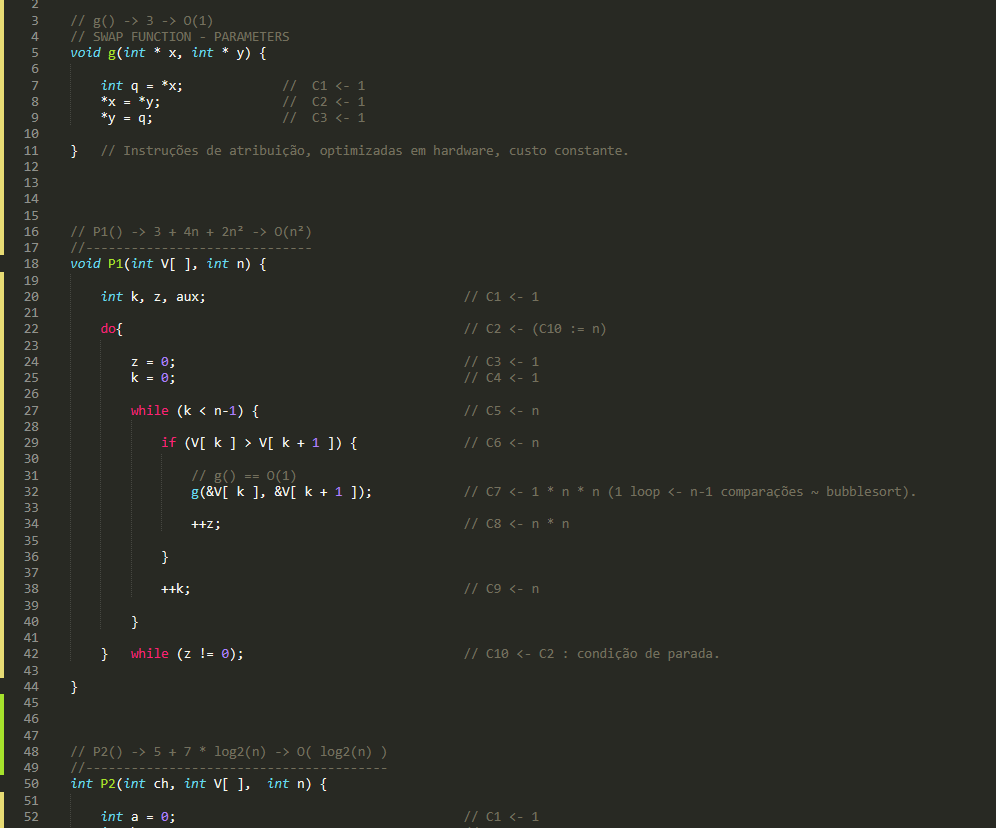 2
3 // g() -> 3 -> O(1)
4 // SWAP FUNCTION - PARAMETERS
5 void g(int * x, int * y) {
6
7 int q = *x; // C1 <- 1
8 *x = *y; // C2 <- 1
9 *y = q; // C3 <- 1
10
11 } // Instruções de atribuição, optimizadas em hardware, custo constante.
12
13
14
15
16 // P1() -> 3 + 4n + 2n² -> O(n²)
17 //------------------------------
18 void P1(int V[ ], int n) {
19
20 int k, z, aux; // C1 <- 1
21
22 do{ // C2 <- (C10 := n)
23
24 z = 0; // C3 <- 1
25 k = 0; // C4 <- 1
26
27 while (k < n-1) { // C5 <- n
28
29 if (V[ k ] > V[ k + 1 ]) { // C6 <- n
30
31 // g() == O(1)
32 g(&V[ k ], &V[ k + 1 ]); // C7 <- 1 * n * n (1 loop <- n-1 comparações ~ bubblesort).
33
34 ++z; // C8 <- n * n
35
36 }
37
38 ++k; // C9 <- n
39
40 }
41
42 } while (z != 0); // C10 <- C2 : condição de parada.
43
44 }
45
46
47
48 // P2() -> 5 + 7 * log2(n) -> O( log2(n) )
49 //----------------------------------------
50 int P2(int ch, int V[ ], int n) {
51
52 int a = 0; // C1 <- 1